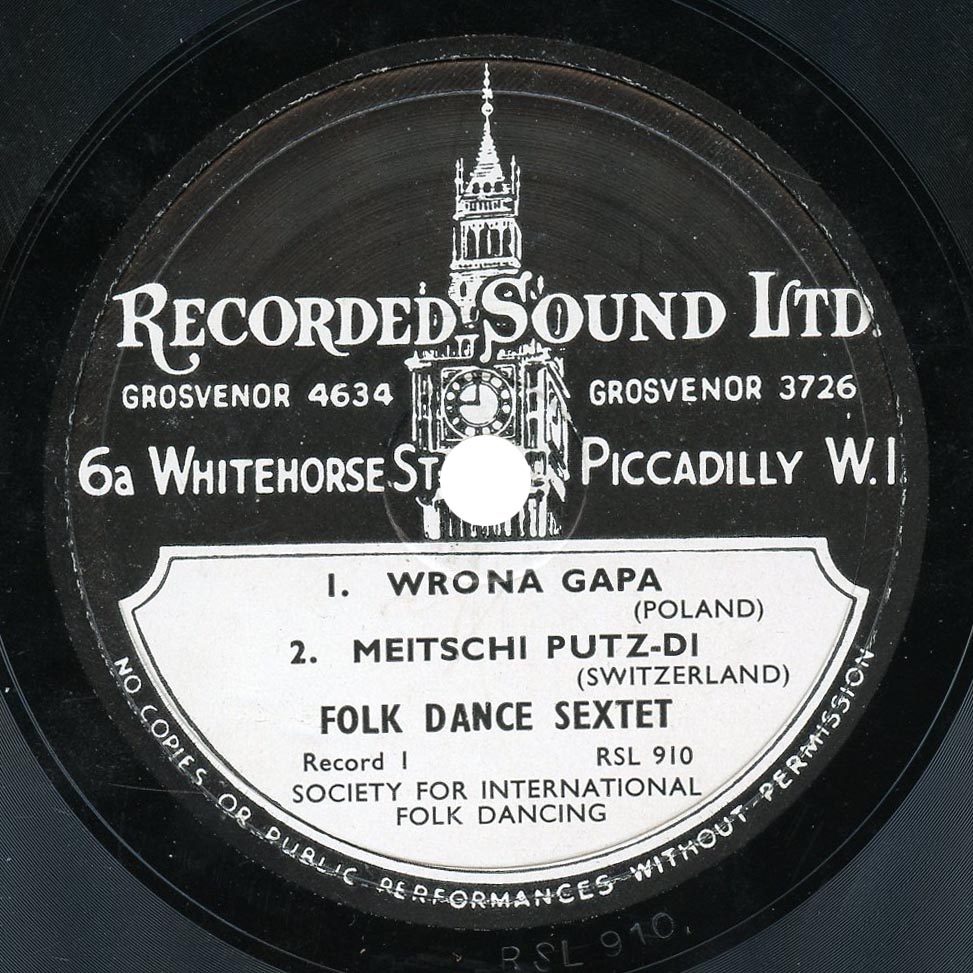 RECORDED SOUND LTD.
GROSVENOR 4634 GROSVENOR 3726
6a WHITEHORSE ST PICCADILLY W.1.
1. WRONA GAPA
(POLAND)
2. MEITSCHI PUTZ-DI
(SWITZERLAND)
FOLK DANCE SEXTET
Record 1 RSL 910
SOCIETY FOR INTERNATIONAL
FOLK DANCING
NO COPIES OR PUBLIC PERFORMANCES WITHOUT PERMISSION
RSL 910.